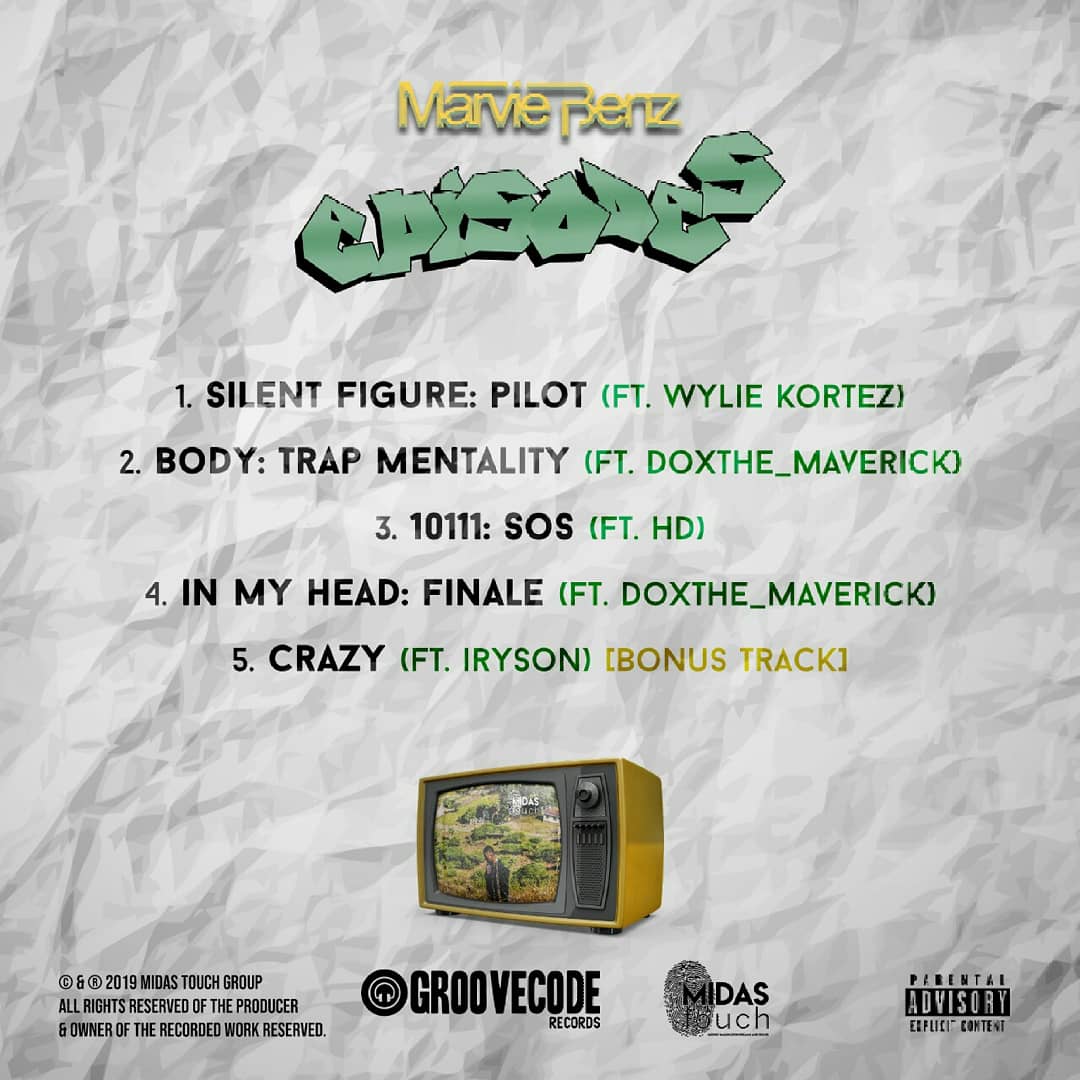 Marvie Benz
EPISODES
1. SILENT FIGURE: PILOT (FT. WYLIE KORTEZ)
2. BODY: TRAP MENTALITY (FT. DOXTHE_MAVERICK)
3. 10111: SOS (FT. HD)
4. IN MY HEAD: FINALE (FT. DOXTHE_MAVERICK)
5. CRAZY (FT. IRYSON) [BONUS TRACK]
MIDAS
touch
© & ® 2019 MIDAS TOUCH GROUP
ALL RIGHTS RESERVED OF THE PRODUCER
& OWNER OF THE RECORDED WORK RESERVED.
GROOVECODE
RECORDS
MIDAS
touch
PARENTAL
ADVISORY
EXPLICIT CONTENT